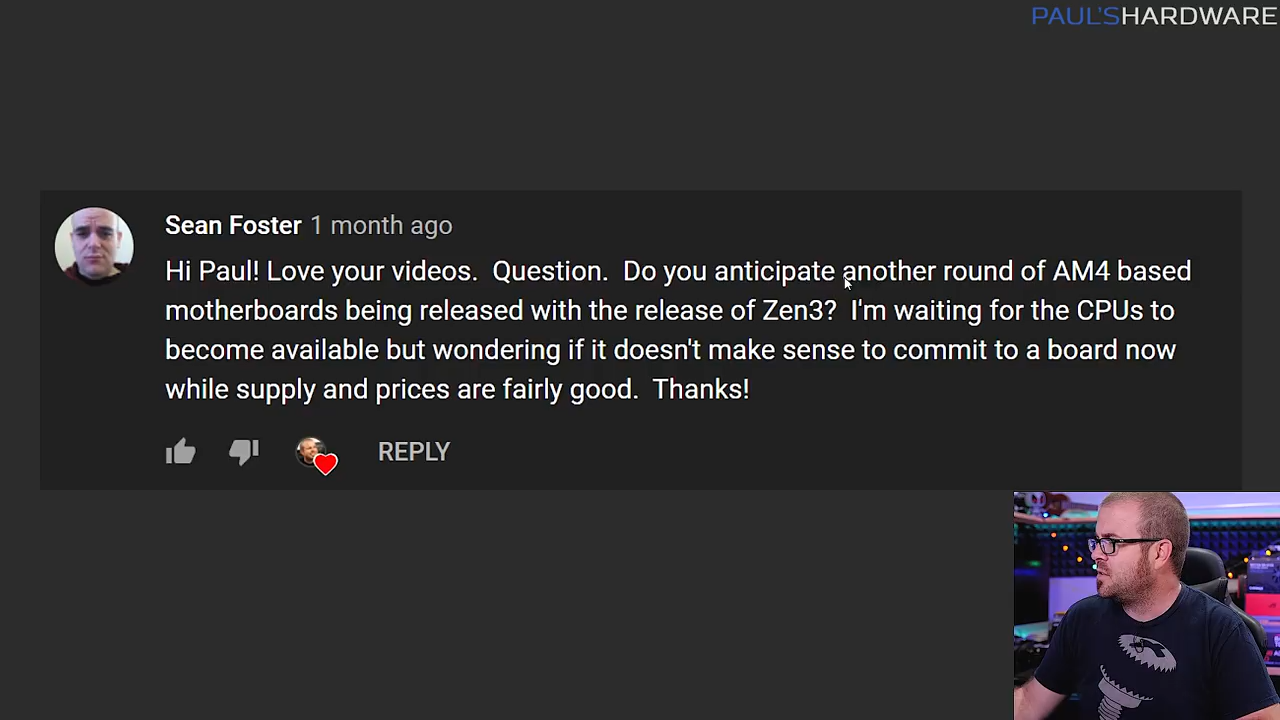 PAUL'SHARDWARE
Sean Foster 1 month ago
Hi Paul! Love your videos.  Question.  Do you anticipate another round of AM4 based
motherboards being released with the release of Zen3?  I'm waiting for the CPUs to
become available but wondering if it doesn't make sense to commit to a board now
while supply and prices are fairly good.  Thanks!
REPLY